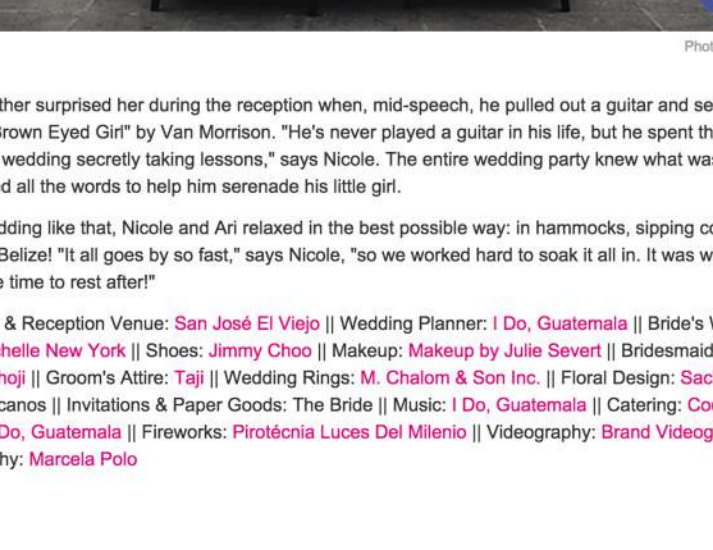 Phot
ther surprised her during the reception when, mid-speech, he pulled out a guitar and se
Brown Eyed Girl" by Van Morrison. "He's never played a guitar in his life, but he spent th
wedding secretly taking lessons," says Nicole. The entire wedding party knew what was
d all the words to help him serenade his little girl.
dding like that, Nicole and Ari relaxed in the best possible way: in hammocks, sipping co
Belize! "It all goes by so fast," says Nicole, "so we worked hard to soak it all in. It was w
e time to rest after!"
& Reception Venue: San José El Viejo || Wedding Planner: I Do, Guatemala || Bride's W
chelle New York || Shoes: Jimmy Choo || Makeup: Makeup by Julie Severt || Bridesmaid
hoji || Groom's Attire: Taji || Wedding Rings: M. Chalom & Son Inc. || Floral Design: Sac
canos || Invitations & Paper Goods: The Bride || Music: I Do, Guatemala || Catering: Co
Do, Guatemala || Fireworks: Pirotécnia Luces Del Milenio || Videography: Brand Videog
hy: Marcela Polo